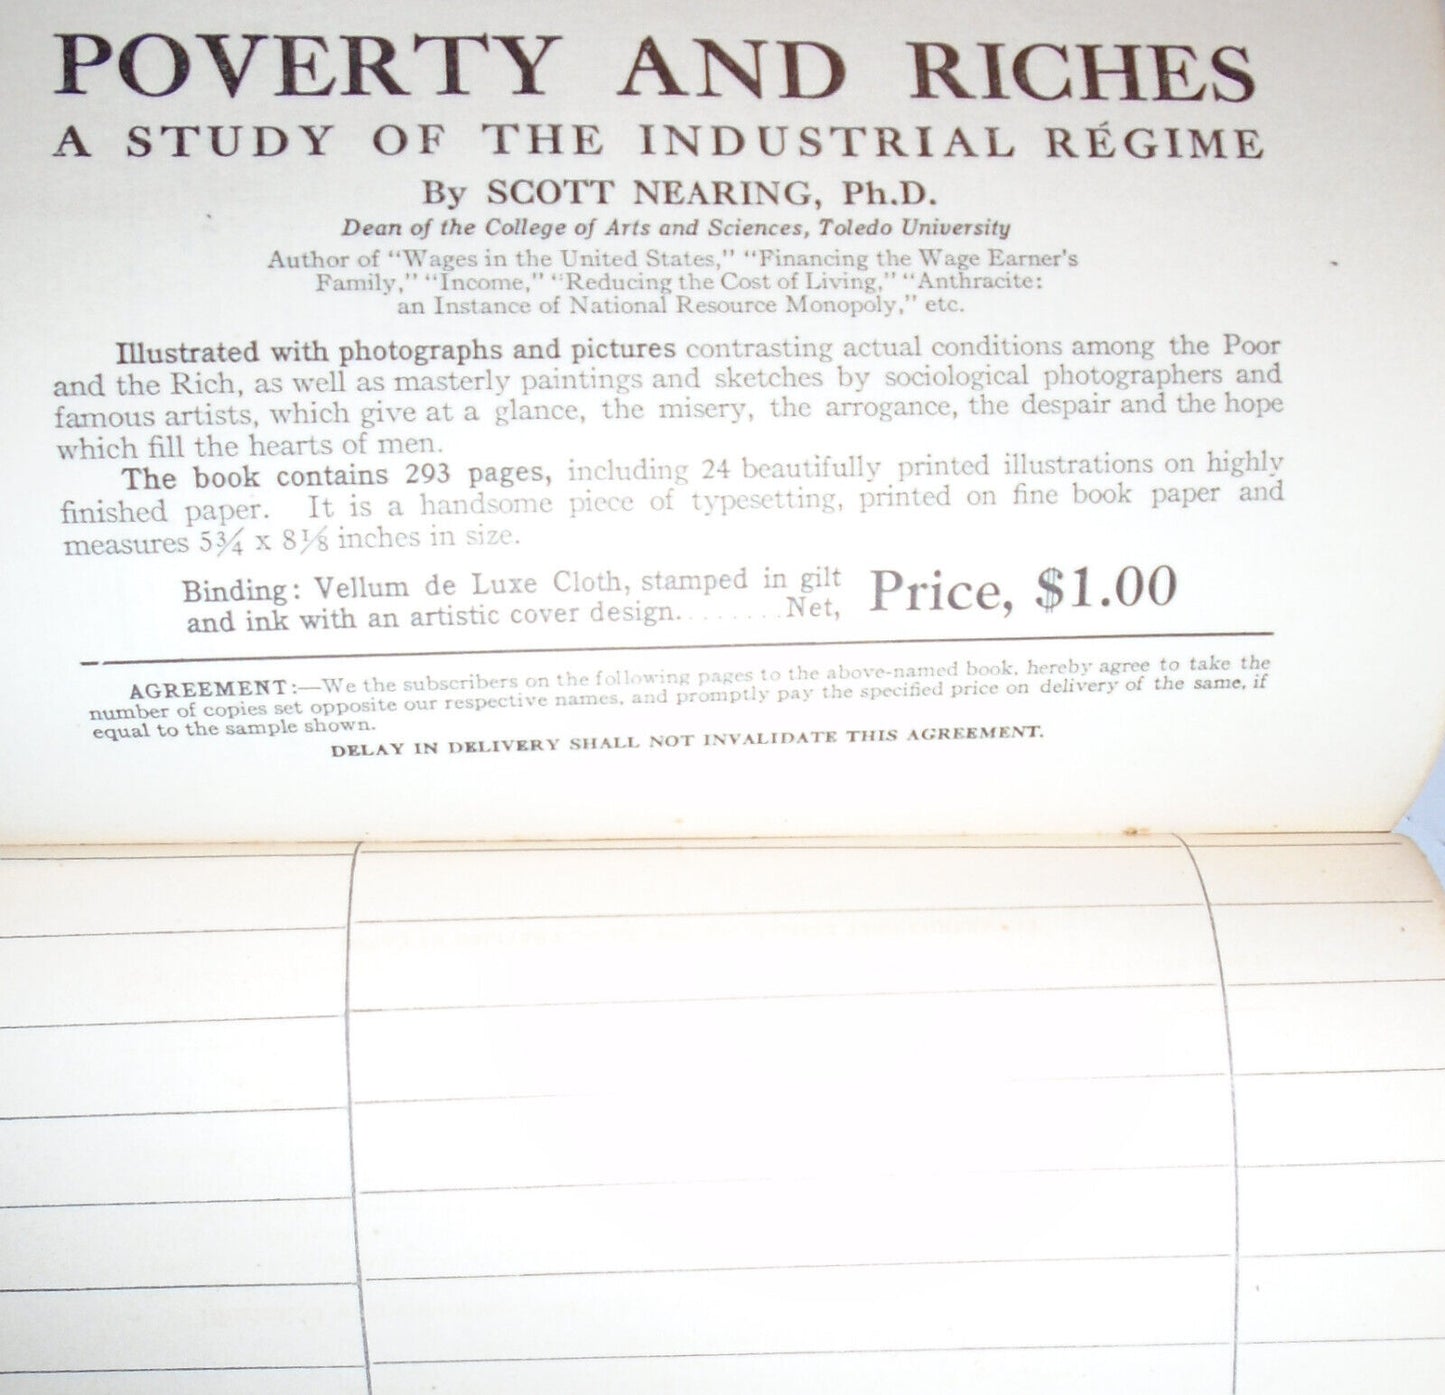 POVERTY AND RICHES
A STUDY OF THE INDUSTRIAL RÉGIME
By SCOTT NEARING, Ph.D.
Dean of the College of Arts and Sciences, Toledo University
Author of "Wages in the United States," "Financing the Wage Earner's
Family," "Income," "Reducing the Cost of Living," "Anthracite:
an Instance of National Resource Monopoly," etc.
Illustrated with photographs and pictures contrasting actual conditions among the Poor
and the Rich, as well as masterly paintings and sketches by sociological photographers and
famous artists, which give at a glance, the misery, the arrogance, the despair and the hope
which fill the hearts of men.
The book contains 293 pages, including 24 beautifully printed illustrations on highly
finished paper. It is a handsome piece of typesetting, printed on fine book paper and
measures 5¾ x 8⅛ inches in size.
Binding: Vellum de Luxe Cloth, stamped in gilt
and ink with an artistic cover design........Net,
Price, $1.00
AGREEMENT:—We the subscribers on the following pages to the above-named book, hereby agree to take the
number of copies set opposite our respective names, and promptly pay the specified price on delivery of the same, if
equal to the sample shown.
DELAY IN DELIVERY SHALL NOT INVALIDATE THIS AGREEMENT.